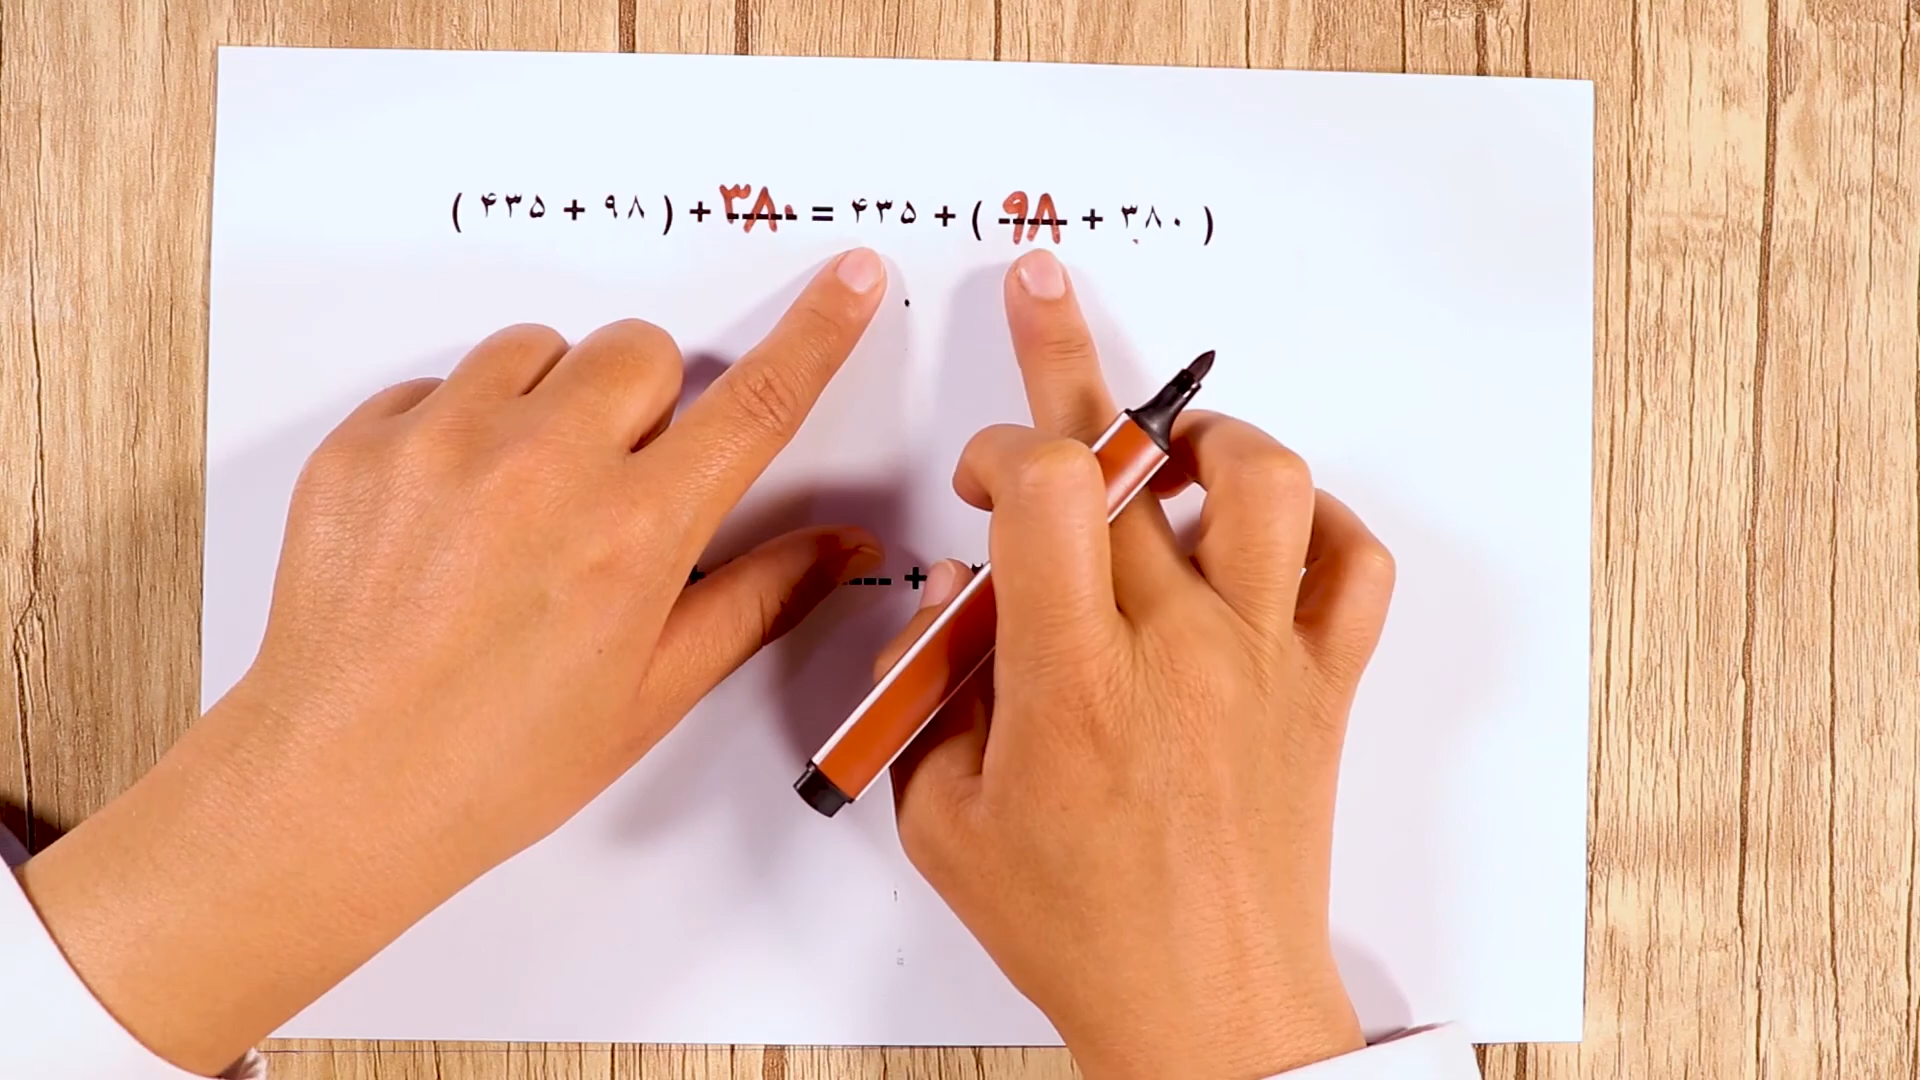 ( ۴۳۵ + ۹۸ ) + ۳۸۰ = ۴۳۵ + ( ۹۸ + ۳۸۰ )
+ ---- +